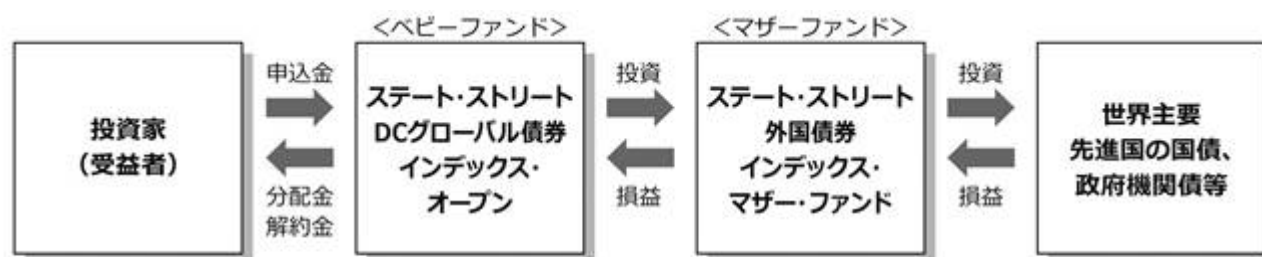 <ベビーファンド>
<マザーファンド>
投資家
(受益者)
申込金
分配金
解約金
ステート・ストリート
DCグローバル債券
インデックス・
オープン
投資
損益
ステート・ストリート
外国債券
インデックス・
マザー・ファンド
投資
損益
世界主要
先進国の国債、
政府機関債等